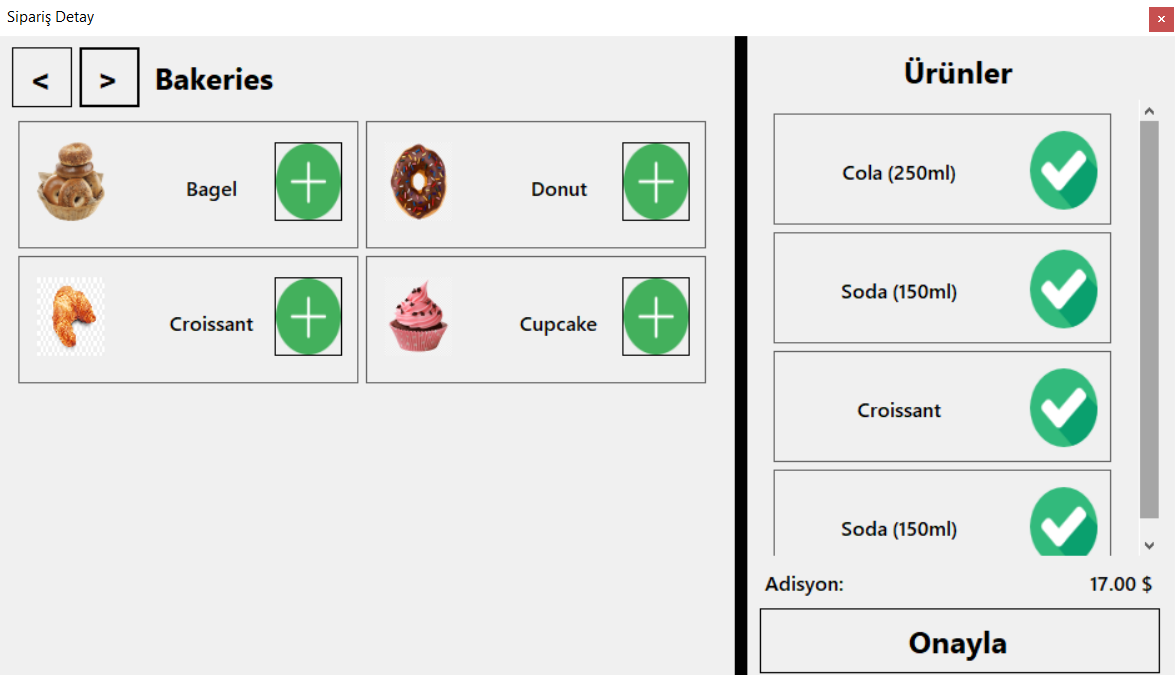 Sipariş Detay
< > Bakeries
Bagel
Donut
Croissant
Cupcake
Ürünler
Cola (250ml)
Soda (150ml)
Croissant
Soda (150ml)
Adisyon: 17.00 $
Onayla